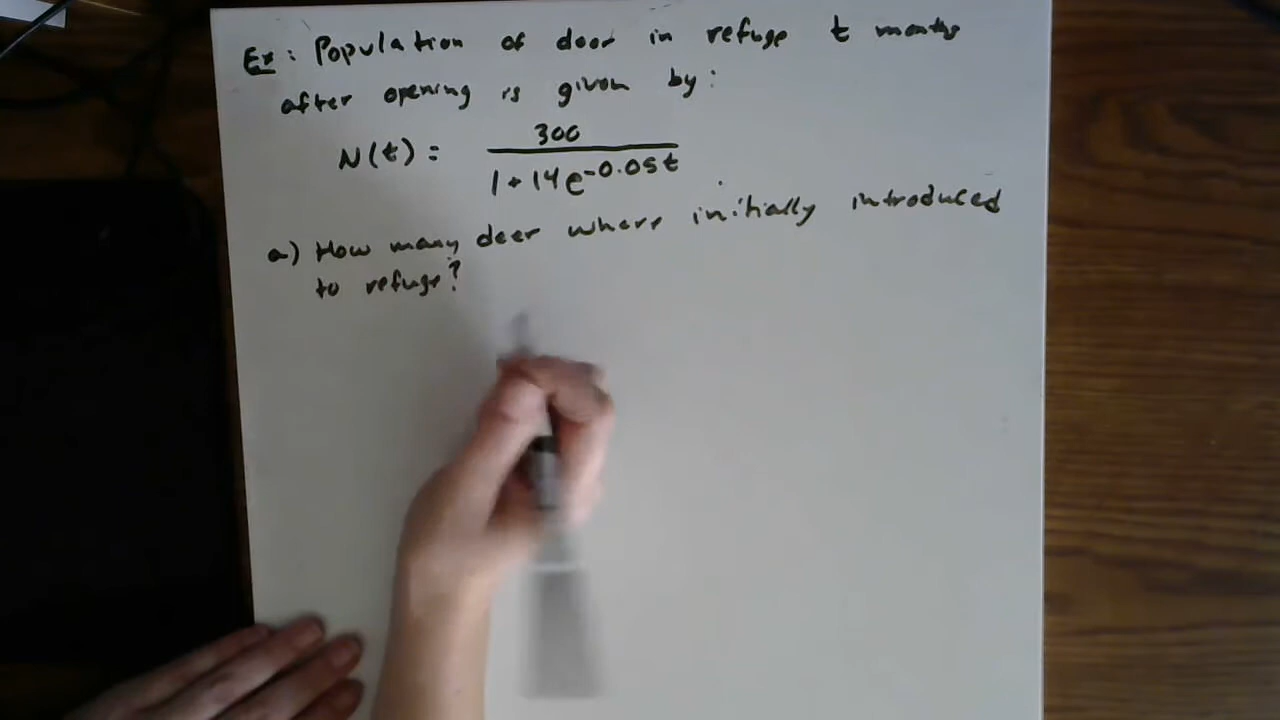 Ex: Population of deer in refuge t months
after opening is given by:
N(t) = 300 / 1 + 14e^-0.05t
a) How many deer where initially introduced
to refuge?